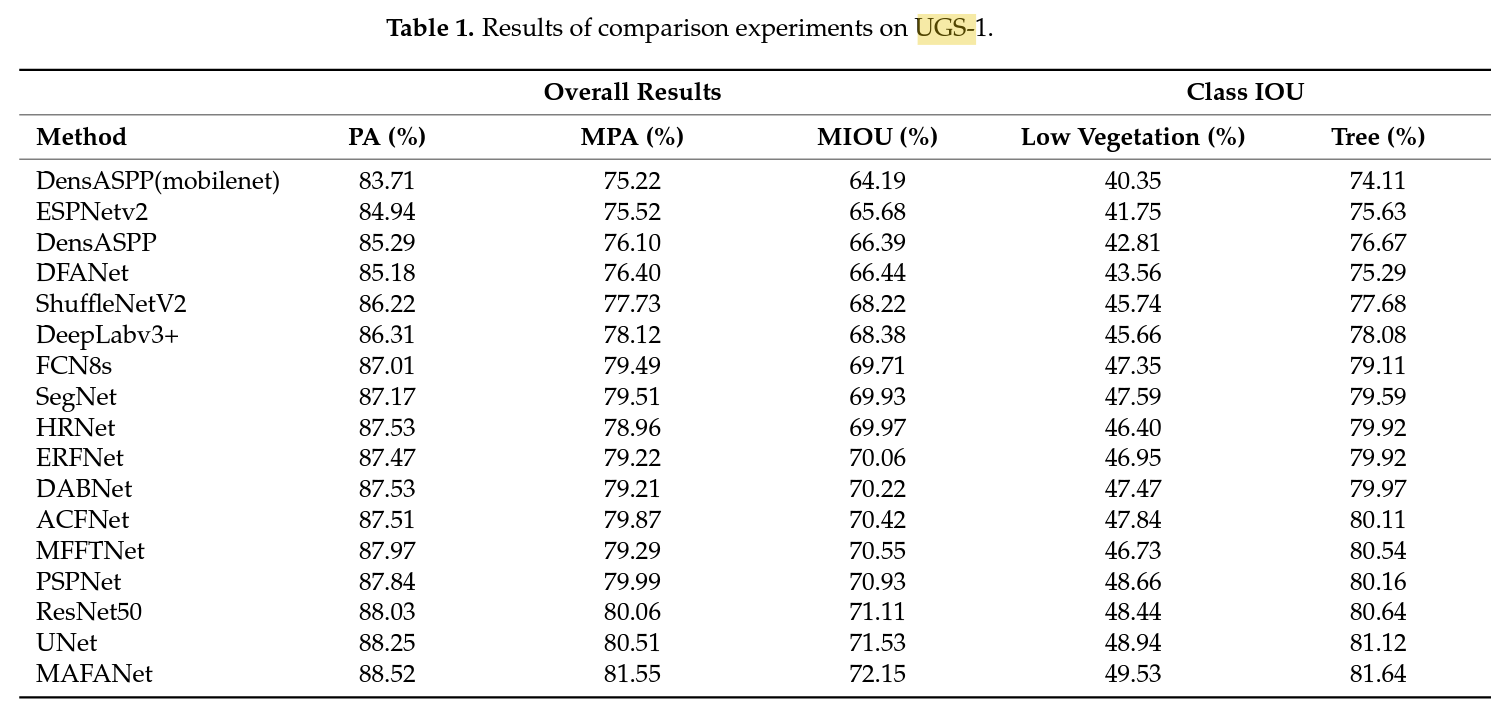 Table 1. Results of comparison experiments on UGS-1.
Overall Results Class IOU
Method PA (%) MPA (%) MIOU (%) Low Vegetation (%) Tree (%)
DensASPP(mobilenet) 83.71 75.22 64.19 40.35 74.11
ESPNetv2 84.94 75.52 65.68 41.75 75.63
DensASPP 85.29 76.10 66.39 42.81 76.67
DFANet 85.18 76.40 66.44 43.56 75.29
ShuffleNetV2 86.22 77.73 68.22 45.74 77.68
DeepLabv3+ 86.31 78.12 68.38 45.66 78.08
FCN8s 87.01 79.49 69.71 47.35 79.11
SegNet 87.17 79.51 69.93 47.59 79.59
HRNet 87.53 78.96 69.97 46.40 79.92
ERFNet 87.47 79.22 70.06 46.95 79.92
DABNet 87.53 79.21 70.22 47.47 79.97
ACFNet 87.51 79.87 70.42 47.84 80.11
MFFTNet 87.97 79.29 70.55 46.73 80.54
PSPNet 87.84 79.99 70.93 48.66 80.16
ResNet50 88.03 80.06 71.11 48.44 80.64
UNet 88.25 80.51 71.53 48.94 81.12
MAFANet 88.52 81.55 72.15 49.53 81.64